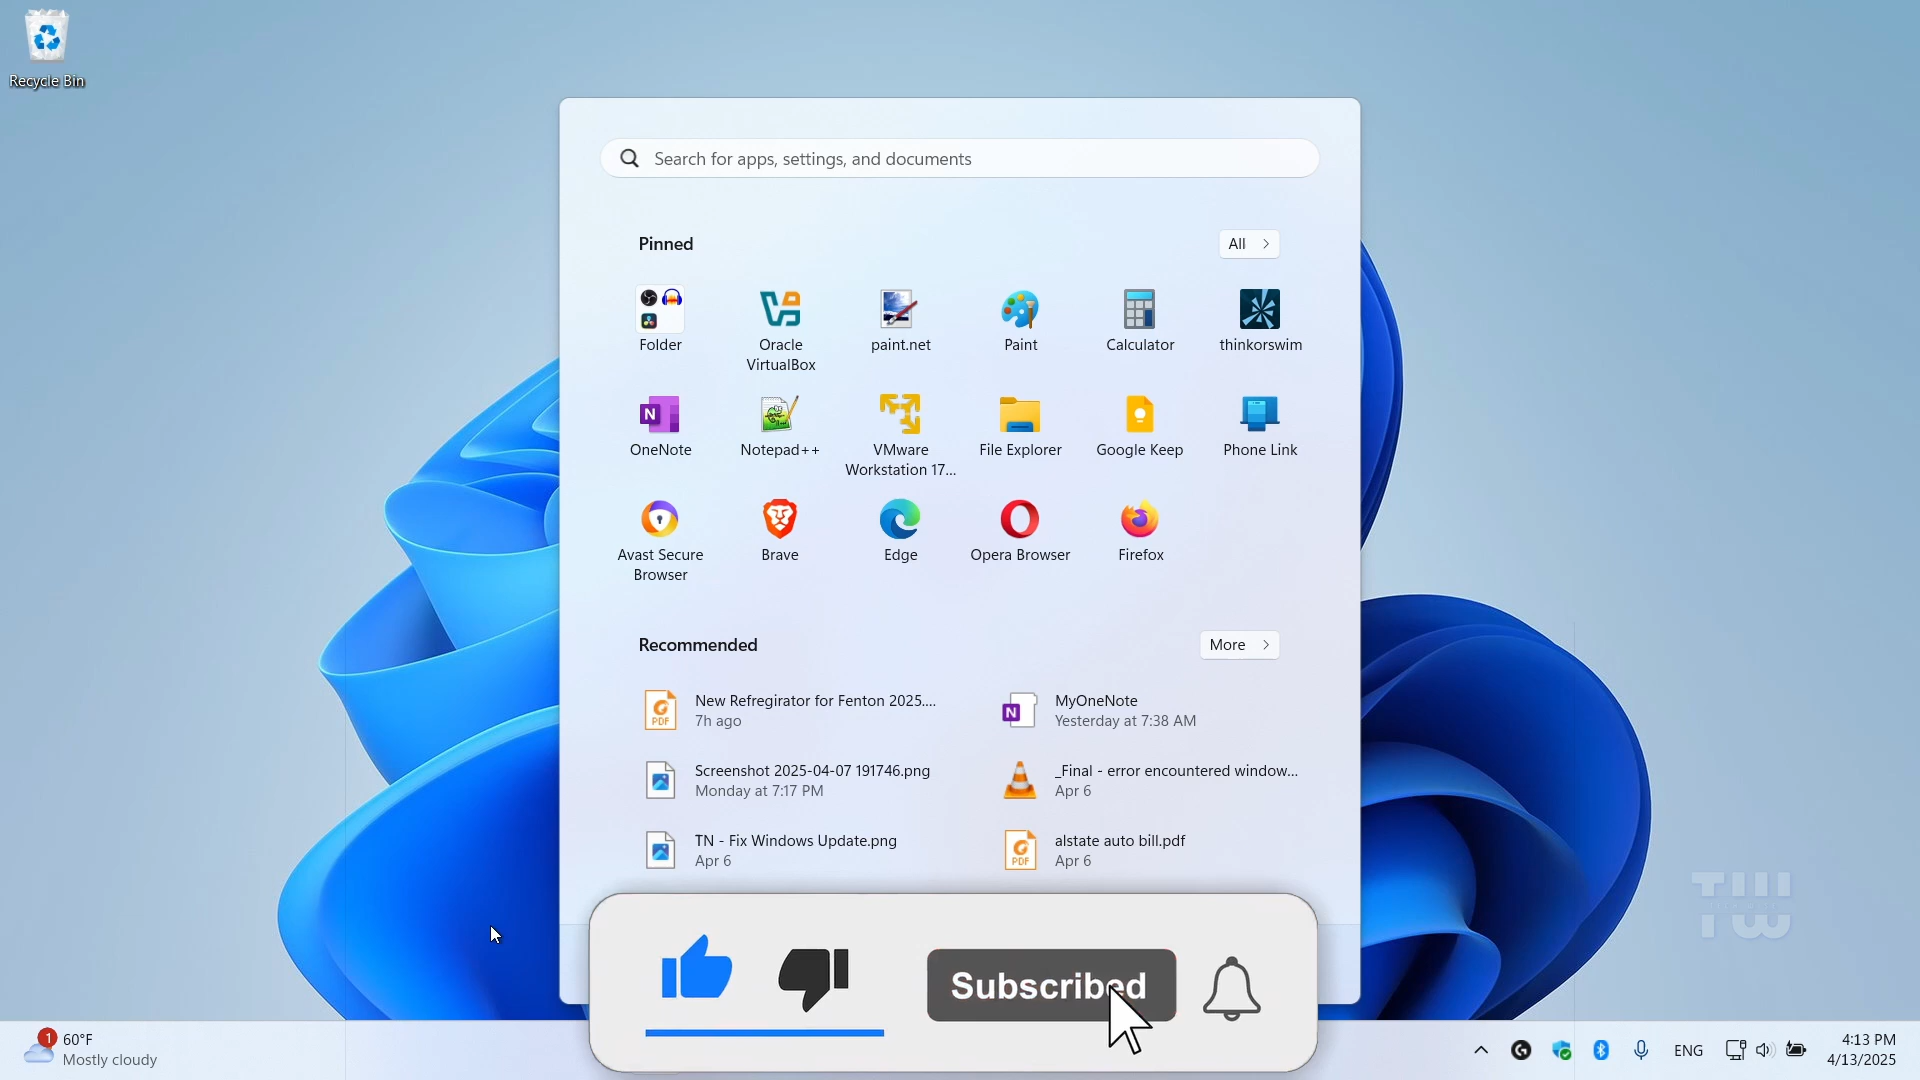 Recycle Bin
Search for apps, settings, and documents
Pinned
All
Folder
Oracle
VirtualBox
paint.net
Paint
Calculator
thinkorswim
OneNote
Notepad++
VMware
Workstation 17...
File Explorer
Google Keep
Phone Link
Avast Secure
Browser
Brave
Edge
Opera Browser
Firefox
Recommended
More
PDF
New Refregirator for Fenton 2025....
7h ago
N
MyOneNote
Yesterday at 7:38 AM
Screenshot 2025-04-07 191746.png
Monday at 7:17 PM
_Final - error encountered window...
Apr 6
TN - Fix Windows Update.png
Apr 6
PDF
alstate auto bill.pdf
Apr 6
Subscribed
1
60°F
Mostly cloudy
ENG
4:13 PM
4/13/2025